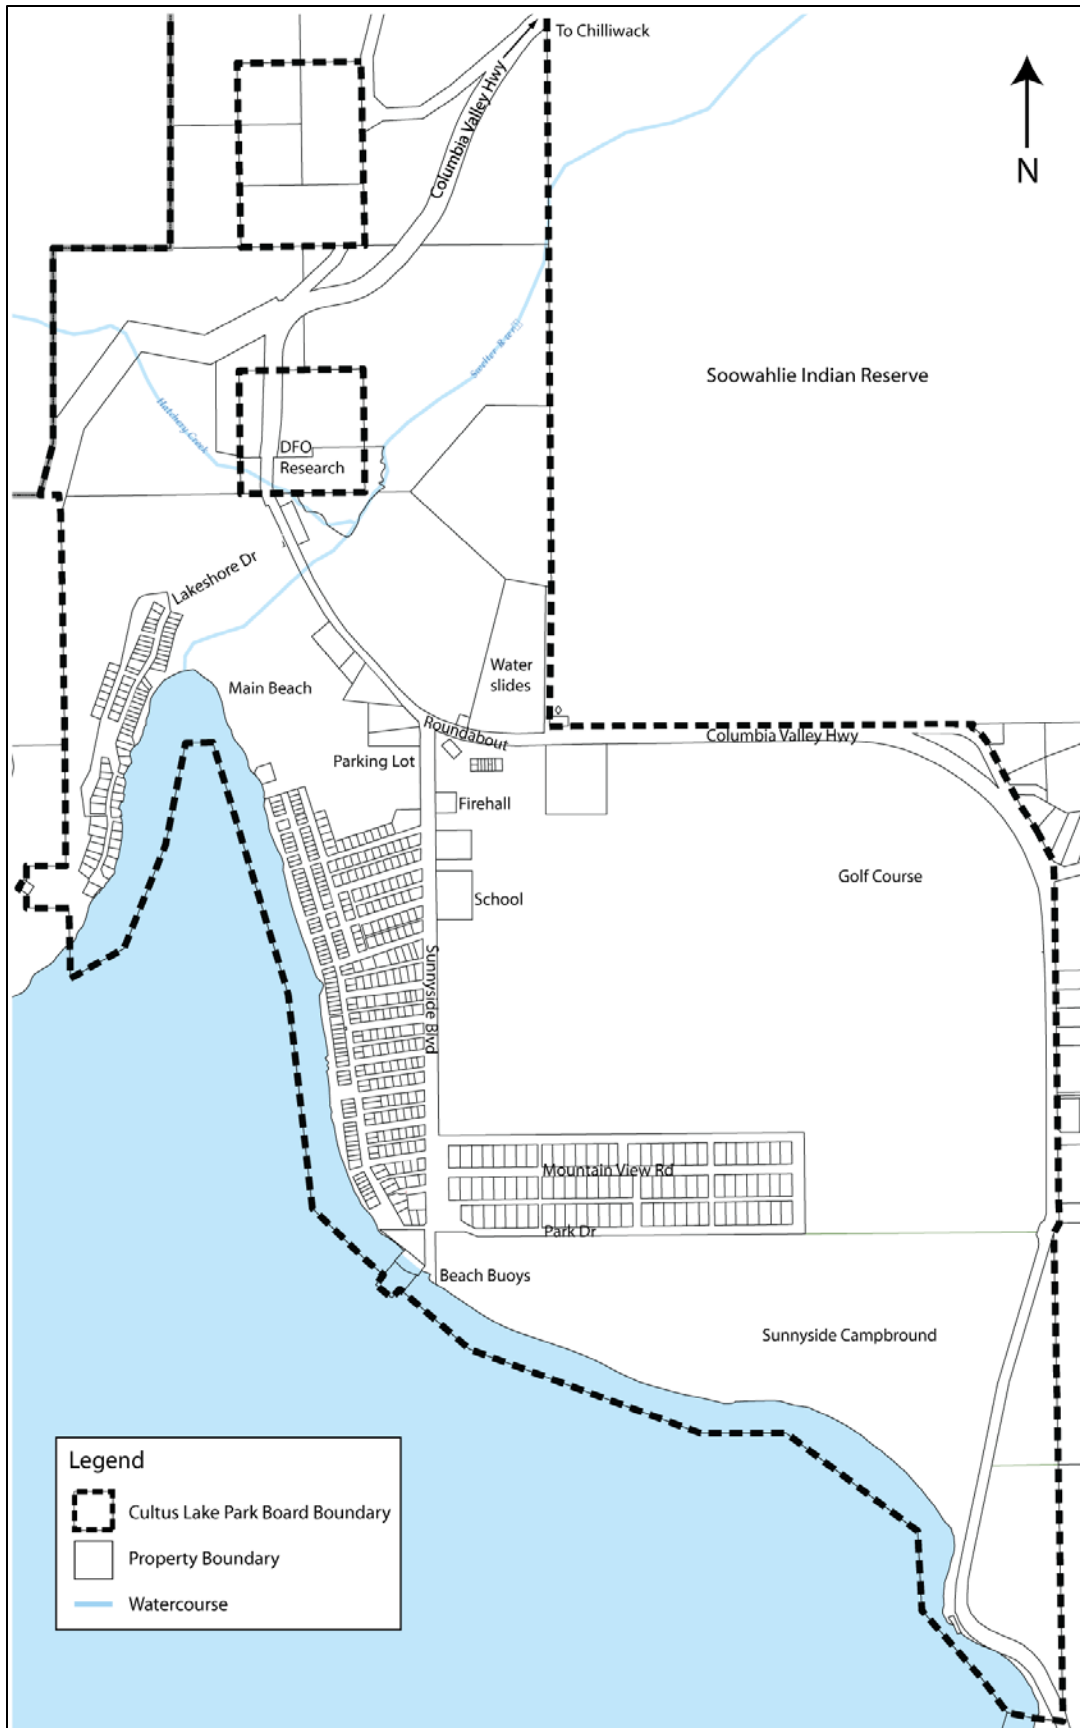 To Chilliwack
Columbia Valley Hwy
N
Soowahlie Indian Reserve
Hatchery Creek
DFO
Research
Lakeshore Dr
Water
slides
Main Beach
Roundabout
Columbia Valley Hwy
Parking Lot
Firehall
Golf Course
School
Sunnyside Blvd
Mountain View Rd
Park Dr
Beach Buoys
Sunnyside Campbround
Legend
Cultus Lake Park Board Boundary
Property Boundary
Watercourse